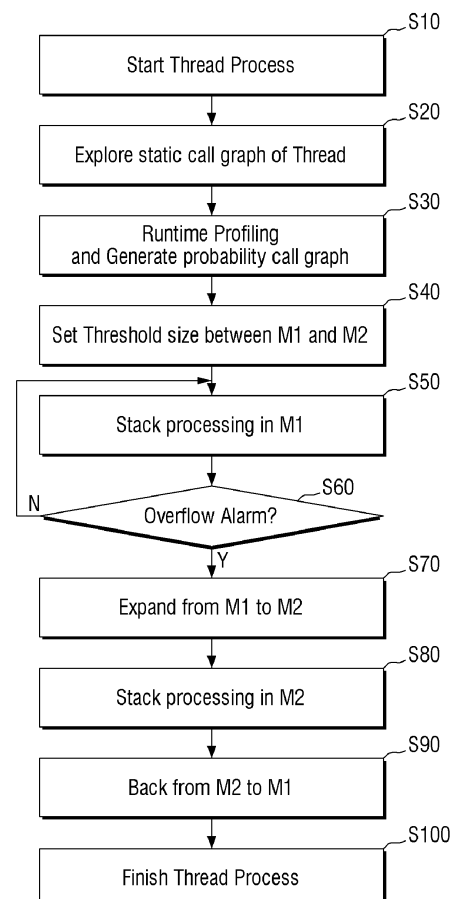 S10
Start Thread Process
S20
Explore static call graph of Thread
S30
Runtime Profiling
and Generate probability call graph
S40
Set Threshold size between M1 and M2
S50
Stack processing in M1
S60
Overflow Alarm?
N
Y
S70
Expand from M1 to M2
S80
Stack processing in M2
S90
Back from M2 to M1
S100
Finish Thread Process